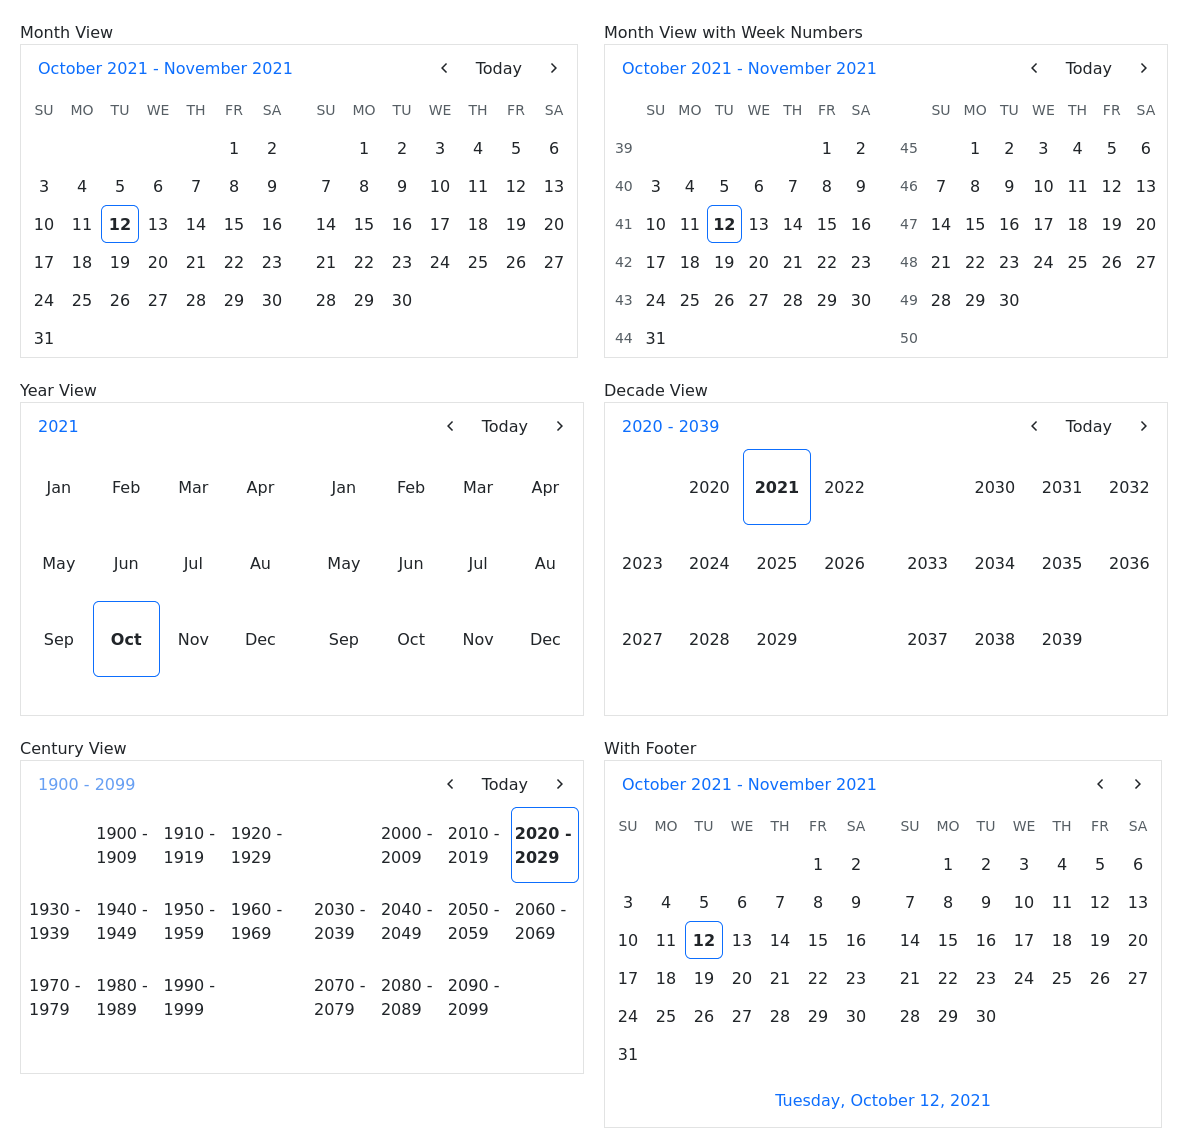 Month View
October 2021 - November 2021 Today
SU MO TU WE TH FR SA SU MO TU WE TH FR SA
1 2 1 2 3 4 5 6
3 4 5 6 7 8 9 7 8 9 10 11 12 13
10 11 12 13 14 15 16 14 15 16 17 18 19 20
17 18 19 20 21 22 23 21 22 23 24 25 26 27
24 25 26 27 28 29 30 28 29 30
31
Month View with Week Numbers
October 2021 - November 2021 Today
SU MO TU WE TH FR SA SU MO TU WE TH FR SA
39 1 2 45 1 2 3 4 5 6
40 3 4 5 6 7 8 9 46 7 8 9 10 11 12 13
41 10 11 12 13 14 15 16 47 14 15 16 17 18 19 20
42 17 18 19 20 21 22 23 48 21 22 23 24 25 26 27
43 24 25 26 27 28 29 30 49 28 29 30
44 31 50
Year View
2021 Today
Jan Feb Mar Apr Jan Feb Mar Apr
May Jun Jul Au May Jun Jul Au
Sep Oct Nov Dec Sep Oct Nov Dec
Decade View
2020 - 2039 Today
2020 2021 2022 2030 2031 2032
2023 2024 2025 2026 2033 2034 2035 2036
2027 2028 2029 2037 2038 2039
Century View
1900 - 2099 Today
1900 - 1910 - 1920 - 2000 - 2010 - 2020 -
1909 1919 1929 2009 2019 2029
1930 - 1940 - 1950 - 1960 - 2030 - 2040 - 2050 - 2060 -
1939 1949 1959 1969 2039 2049 2059 2069
1970 - 1980 - 1990 - 2070 - 2080 - 2090 -
1979 1989 1999 2079 2089 2099
With Footer
October 2021 - November 2021
SU MO TU WE TH FR SA SU MO TU WE TH FR SA
1 2 1 2 3 4 5 6
3 4 5 6 7 8 9 7 8 9 10 11 12 13
10 11 12 13 14 15 16 14 15 16 17 18 19 20
17 18 19 20 21 22 23 21 22 23 24 25 26 27
24 25 26 27 28 29 30 28 29 30
31
Tuesday, October 12, 2021